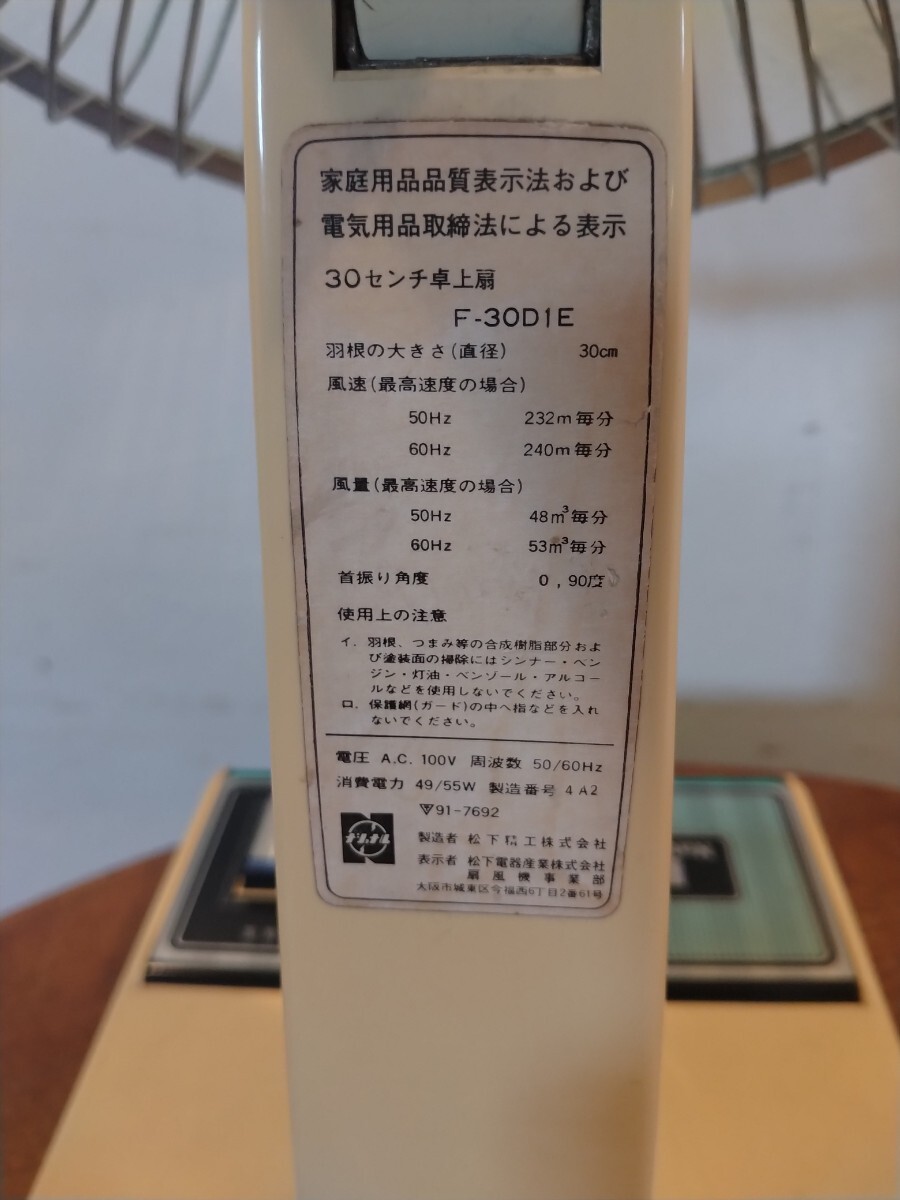 家庭用品品質表示法および
電気用品取締法による表示
30センチ卓上扇
F-30D1E
羽根の大きさ(直径) 30cm
風速(最高速度の場合)
50Hz 232m毎分
60Hz 240m毎分
風量(最高速度の場合)
50Hz 48m³毎分
60Hz 53m³毎分
首振り角度 0,90度
使用上の注意
イ. 羽根、つまみ等の合成樹脂部分およ
び塗装面の掃除にはシンナー・ベン
ジン・灯油・ベンゾール・アルコー
ルなどを使用しないでください。
ロ. 保護網(ガード)の中へ指などを入れ
ないでください。
電圧 A.C. 100V 周波数 50/60Hz
消費電力 49/55W 製造番号 4A2
91-7692
ナショナル
製造者 松下精工株式会社
表示者 松下電器産業株式会社
扇風機事業部
大阪市城東区今福西6丁目2番61号